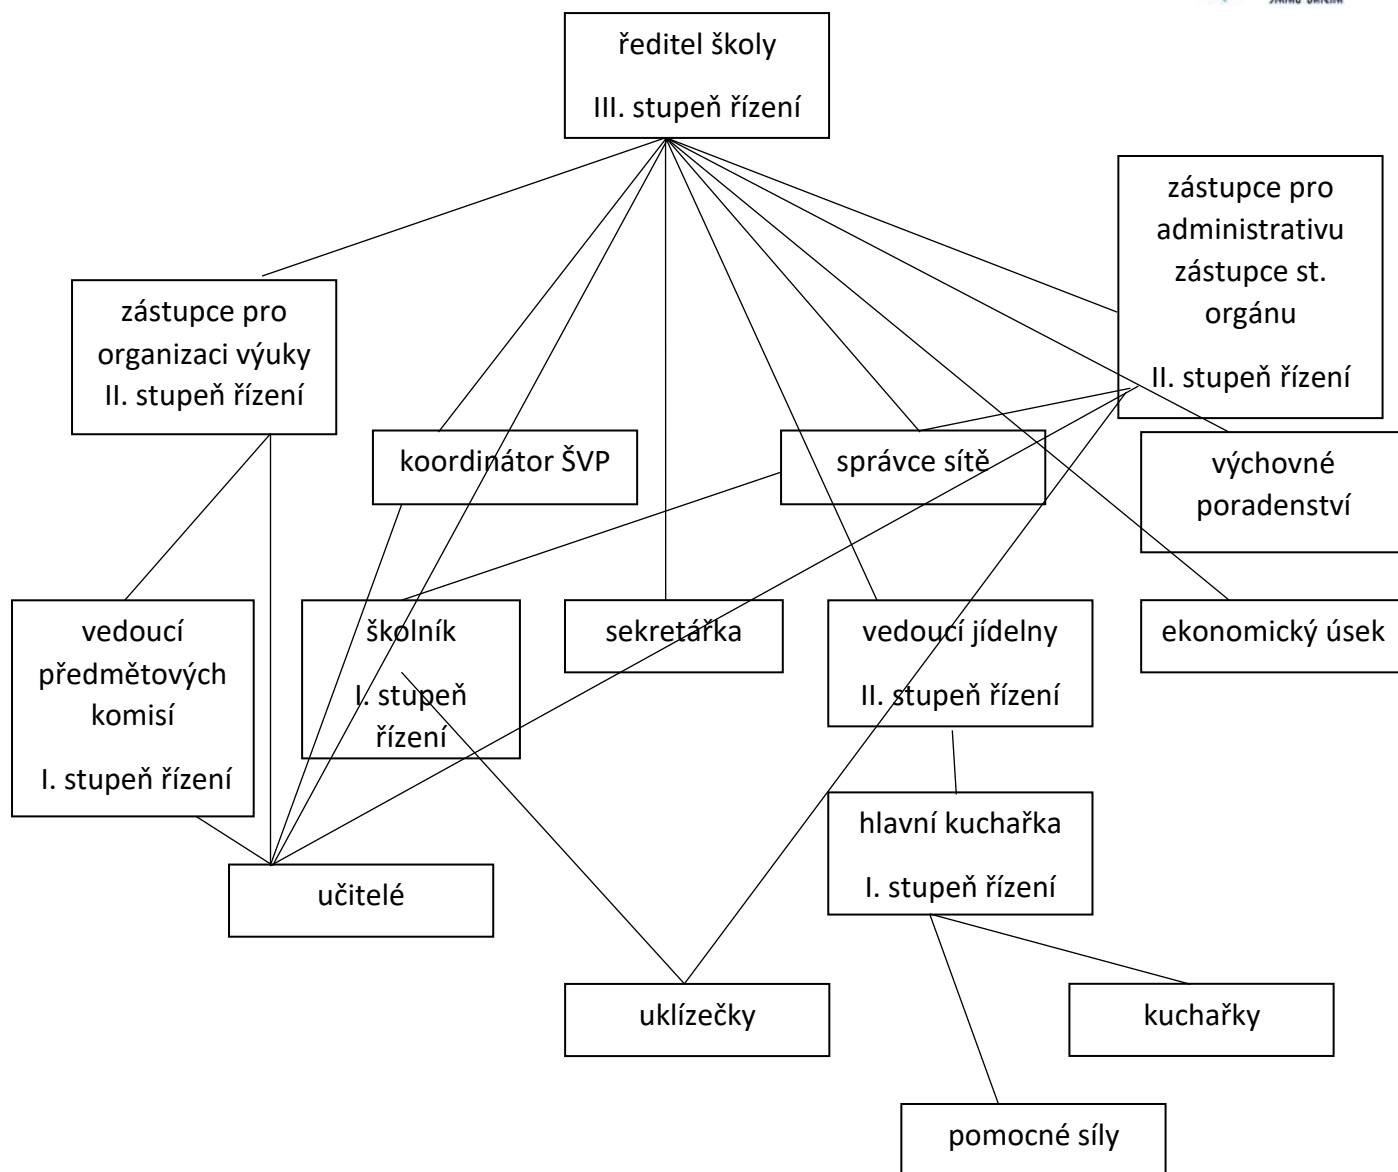 ředitel školy
III. stupeň řízení
zástupce pro
administrativu
zástupce st.
orgánu
II. stupeň řízení
zástupce pro
organizaci výuky
II. stupeň řízení
koordinátor ŠVP
správce sítě
výchovné
poradenství
vedoucí
předmětových
komisí
I. stupeň řízení
školník
I. stupeň
řízení
sekretářka
vedoucí jídelny
II. stupeň řízení
ekonomický úsek
hlavní kuchařka
I. stupeň řízení
učitelé
uklízečky
kuchařky
pomocné síly